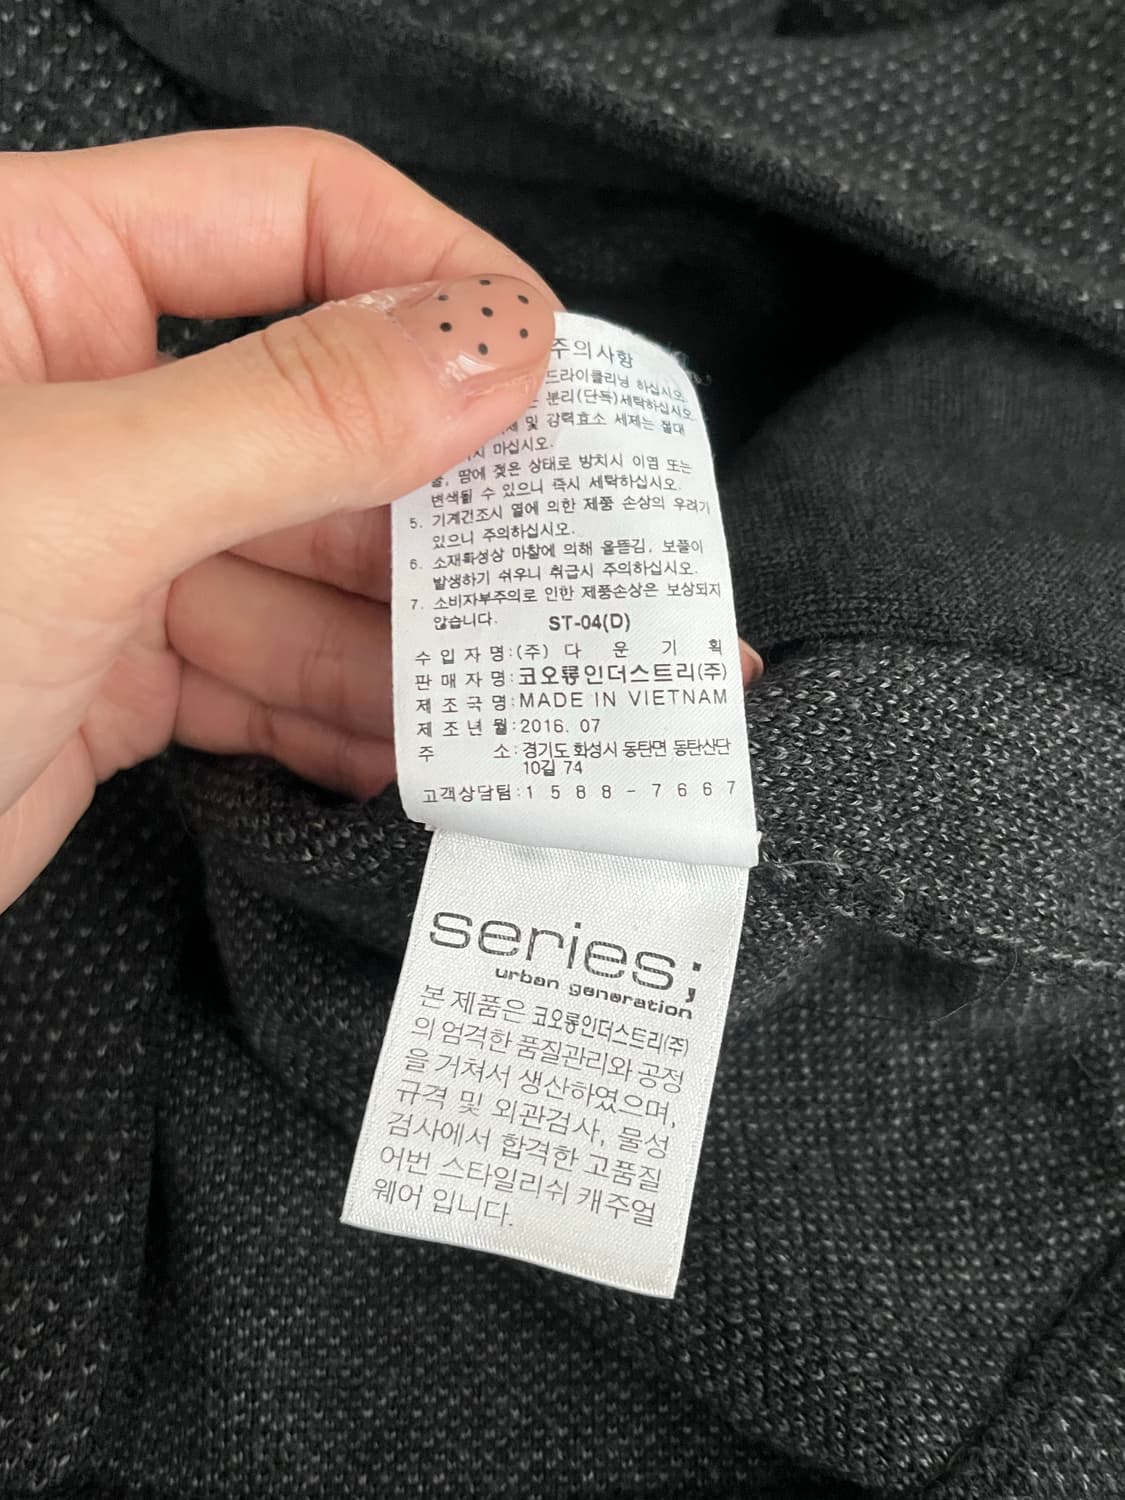 주의사항
드라이클리닝 하십시오.
분리(단독)세탁하십시오.
및 강력효소 세제는 절대
마십시오.
땀에 젖은 상태로 방치시 이염 또는
변색될 수 있으니 즉시 세탁하십시오.
5. 기계건조시 열에 의한 제품 손상의 우려가
있으니 주의하십시오.
6. 소재특성상 마찰에 의해 올뜯김, 보풀이
발생하기 쉬우니 취급시 주의하십시오.
7. 소비자부주의로 인한 제품손상은 보상되지
않습니다. ST-04(D)
수입자명:(주)다운기획
판매자명:코오롱인더스트리(주)
제조국명:MADE IN VIETNAM
제조년월:2016. 07
주 소:경기도 화성시 동탄면 동탄산단
10길 74
고객상담팀:1588-7667
series;
urban generation
본 제품은 코오롱인더스트리(주)
의 엄격한 품질관리와 공정
을 거쳐서 생산하였으며,
규격 및 외관검사, 물성
검사에서 합격한 고품질
어번 스타일리쉬 캐주얼
웨어 입니다.